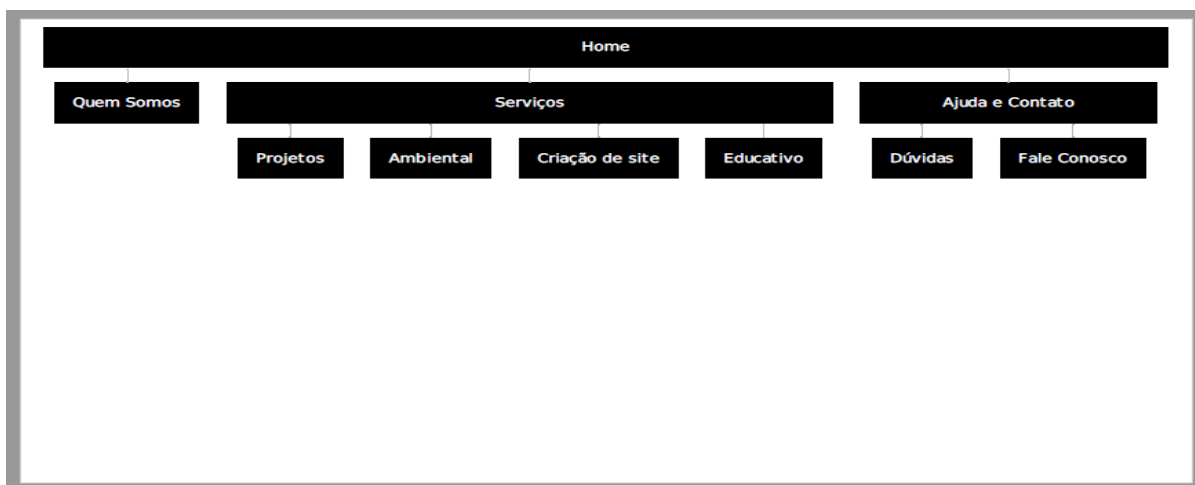 Home
Quem Somos
Serviços
Ajuda e Contato
Projetos
Ambiental
Criação de site
Educativo
Dúvidas
Fale Conosco